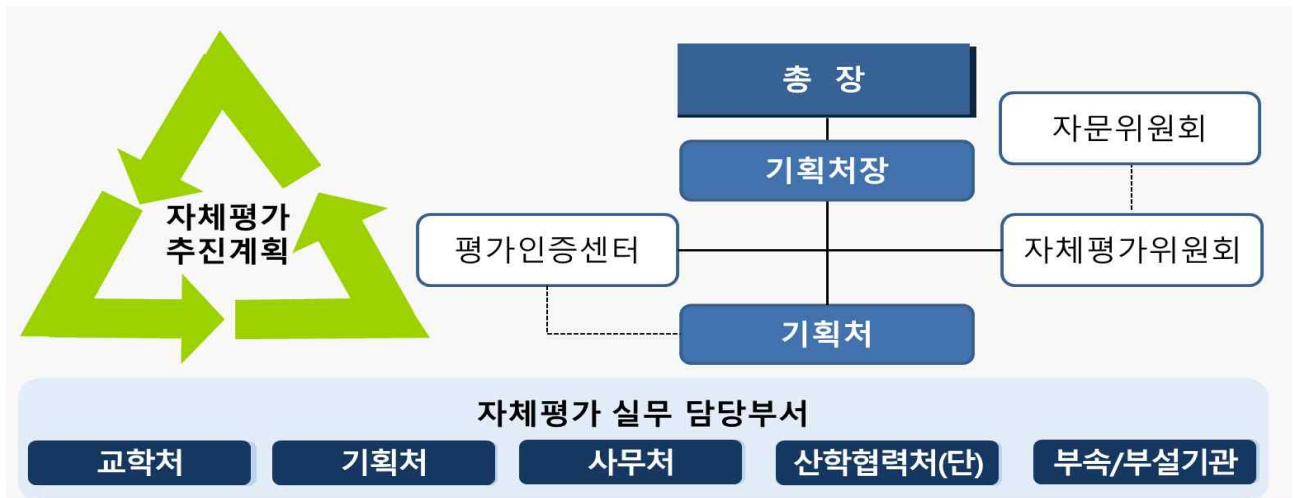 총 장
자문위원회
기획처장
자체평가
추진계획
평가인증센터
자체평가위원회
기획처
자체평가 실무 담당부서
교학처
기획처
사무처
산학협력처(단)
부속/부설기관